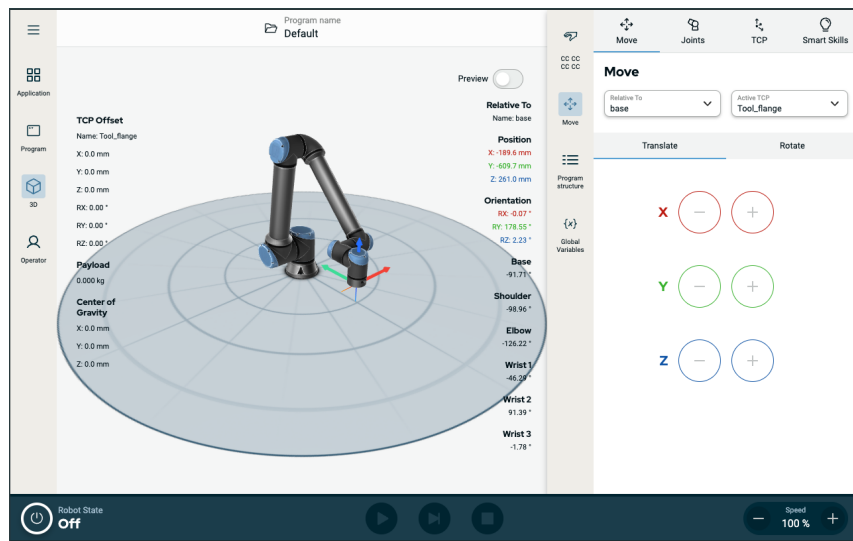 Program name
Default
Application
Program
3D
Operator
Preview
TCP Offset
Name: Tool_flange
X: 0.0 mm
Y: 0.0 mm
Z: 0.0 mm
RX: 0.00 °
RY: 0.00 °
RZ: 0.00 °
Payload
0.000 kg
Center of
Gravity
X: 0.0 mm
Y: 0.0 mm
Z: 0.0 mm
Relative To
Name: base
Position
X: -189.6 mm
Y: -609.7 mm
Z: 261.0 mm
Orientation
RX: -0.07 °
RY: 178.55 °
RZ: 2.23 °
Base
-91.71 °
Shoulder
-98.96 °
Elbow
-126.22 °
Wrist 1
-46.29 °
Wrist 2
91.39 °
Wrist 3
-1.78 °
CC CC
CC CC
Move
Program
structure
{x}
Global
Variables
Move
Joints
TCP
Smart Skills
Move
Relative To
base
Active TCP
Tool_flange
Translate
Rotate
X − +
Y − +
Z − +
Robot State
Off
Speed
− 100 % +